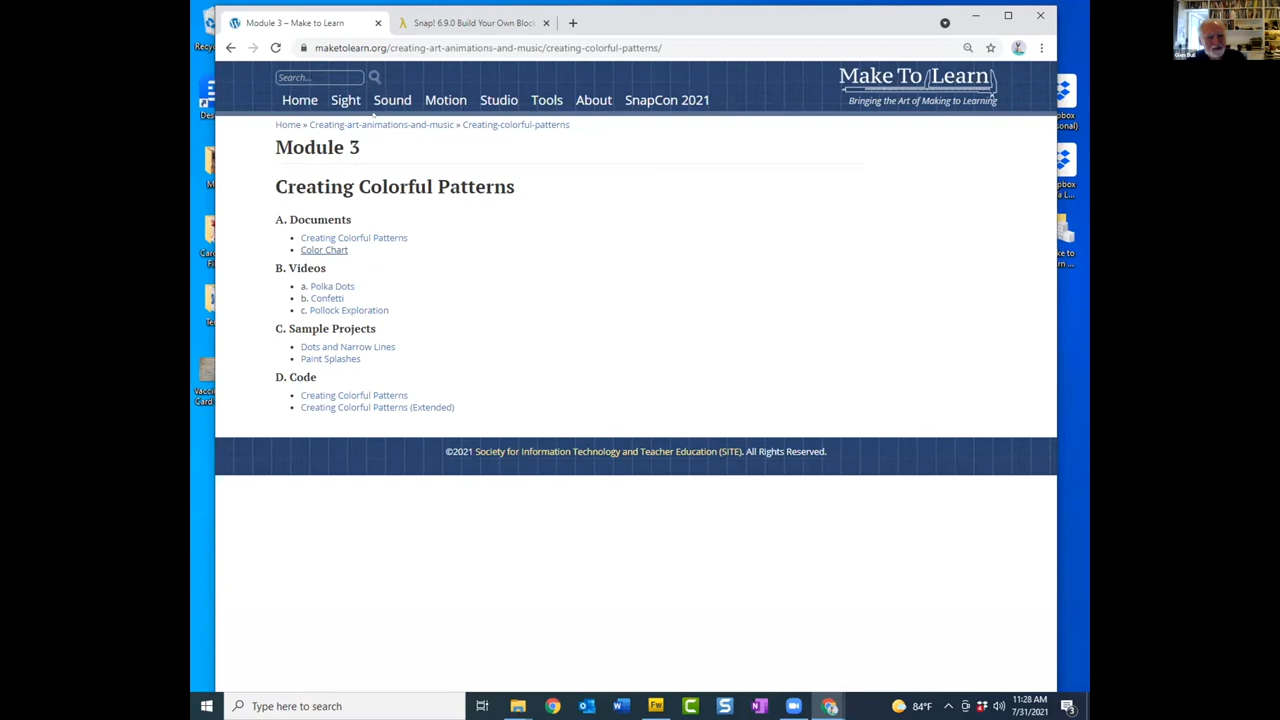 Module 3 – Make to Learn
Snap! 6.9.0 Build Your Own Block
maketolearn.org/creating-art-animations-and-music/creating-colorful-patterns/
Search...
Make To Learn
Bringing the Art of Making to Learning
Home Sight Sound Motion Studio Tools About SnapCon 2021
Home » Creating-art-animations-and-music » Creating-colorful-patterns
Module 3
Creating Colorful Patterns
A. Documents
Creating Colorful Patterns
Color Chart
B. Videos
a. Polka Dots
b. Confetti
c. Pollock Exploration
C. Sample Projects
Dots and Narrow Lines
Paint Splashes
D. Code
Creating Colorful Patterns
Creating Colorful Patterns (Extended)
©2021 Society for Information Technology and Teacher Education (SITE). All Rights Reserved.
Type here to search
84°F
11:28 AM
7/31/2021
Glen Bull